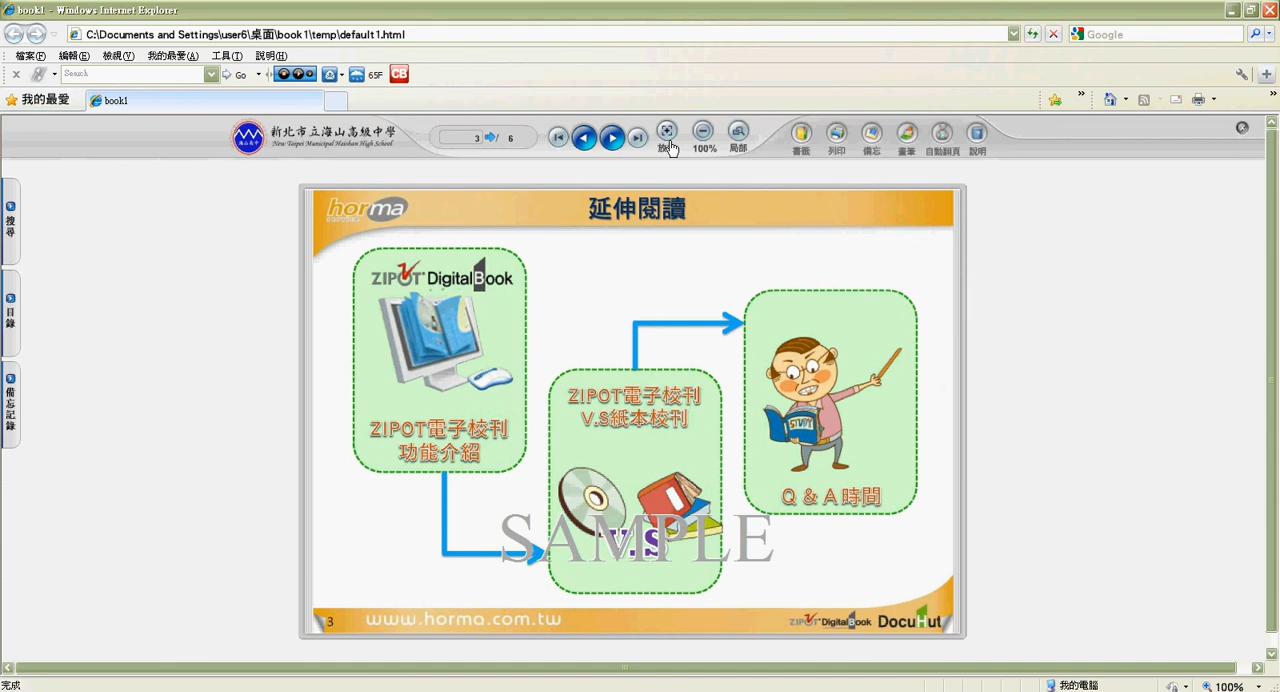 book1 - Windows Internet Explorer
C:\Documents and Settings\user6\桌面\book1\temp\default1.html
Google
檔案(F) 編輯(E) 檢視(V) 我的最愛(A) 工具(T) 說明(H)
Search Go 65F CB
我的最愛 book1
新北市立海山高級中學
New Taipei Municipal Haishan High School
3 / 6
100% 局部 書籤 列印 備忘 畫筆 自動翻頁 說明
搜尋
目錄
備忘記錄
horma
延伸閱讀
ZIPOT DigitalBook
ZIPOT電子校刊
功能介紹
ZIPOT電子校刊
V.S紙本校刊
V.S
STUDY
Q & A 時間
SAMPLE
3 www.horma.com.tw ZIPOT DigitalBook DocuHut
完成 我的電腦 100%